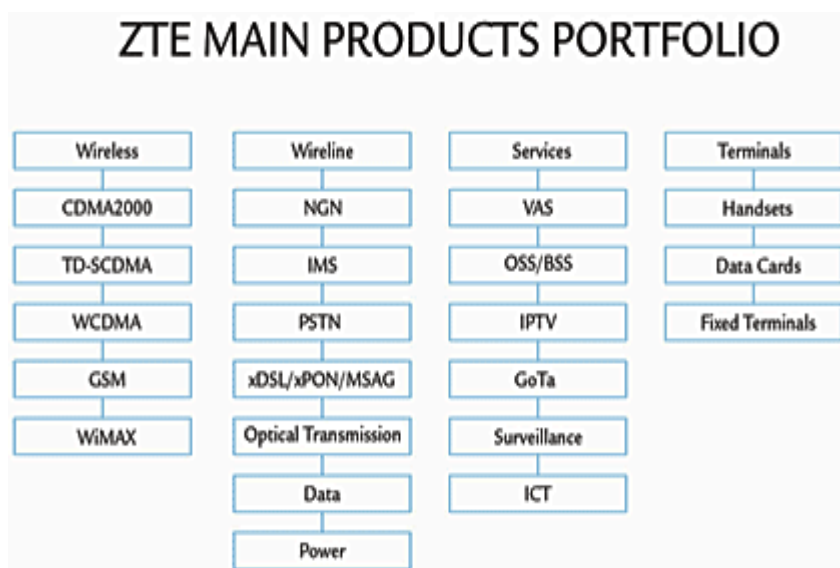 ZTE MAIN PRODUCTS PORTFOLIO
Wireless
CDMA2000
TD-SCDMA
WCDMA
GSM
WiMAX
Wireline
NGN
IMS
PSTN
xDSL/xPON/MSAG
Optical Transmission
Data
Power
Services
VAS
OSS/BSS
IPTV
GoTa
Surveillance
ICT
Terminals
Handsets
Data Cards
Fixed Terminals